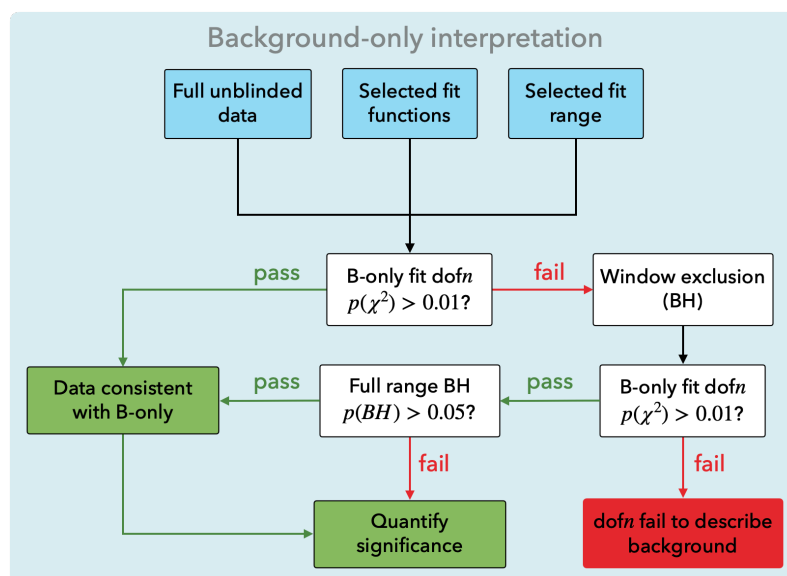 Background-only interpretation
Full unblinded
data
Selected fit
functions
Selected fit
range
pass
B-only fit dofn
p(χ²) > 0.01?
fail
Window exclusion
(BH)
Data consistent
with B-only
pass
Full range BH
p(BH) > 0.05?
pass
B-only fit dofn
p(χ²) > 0.01?
fail
fail
Quantify
significance
dofn fail to describe
background